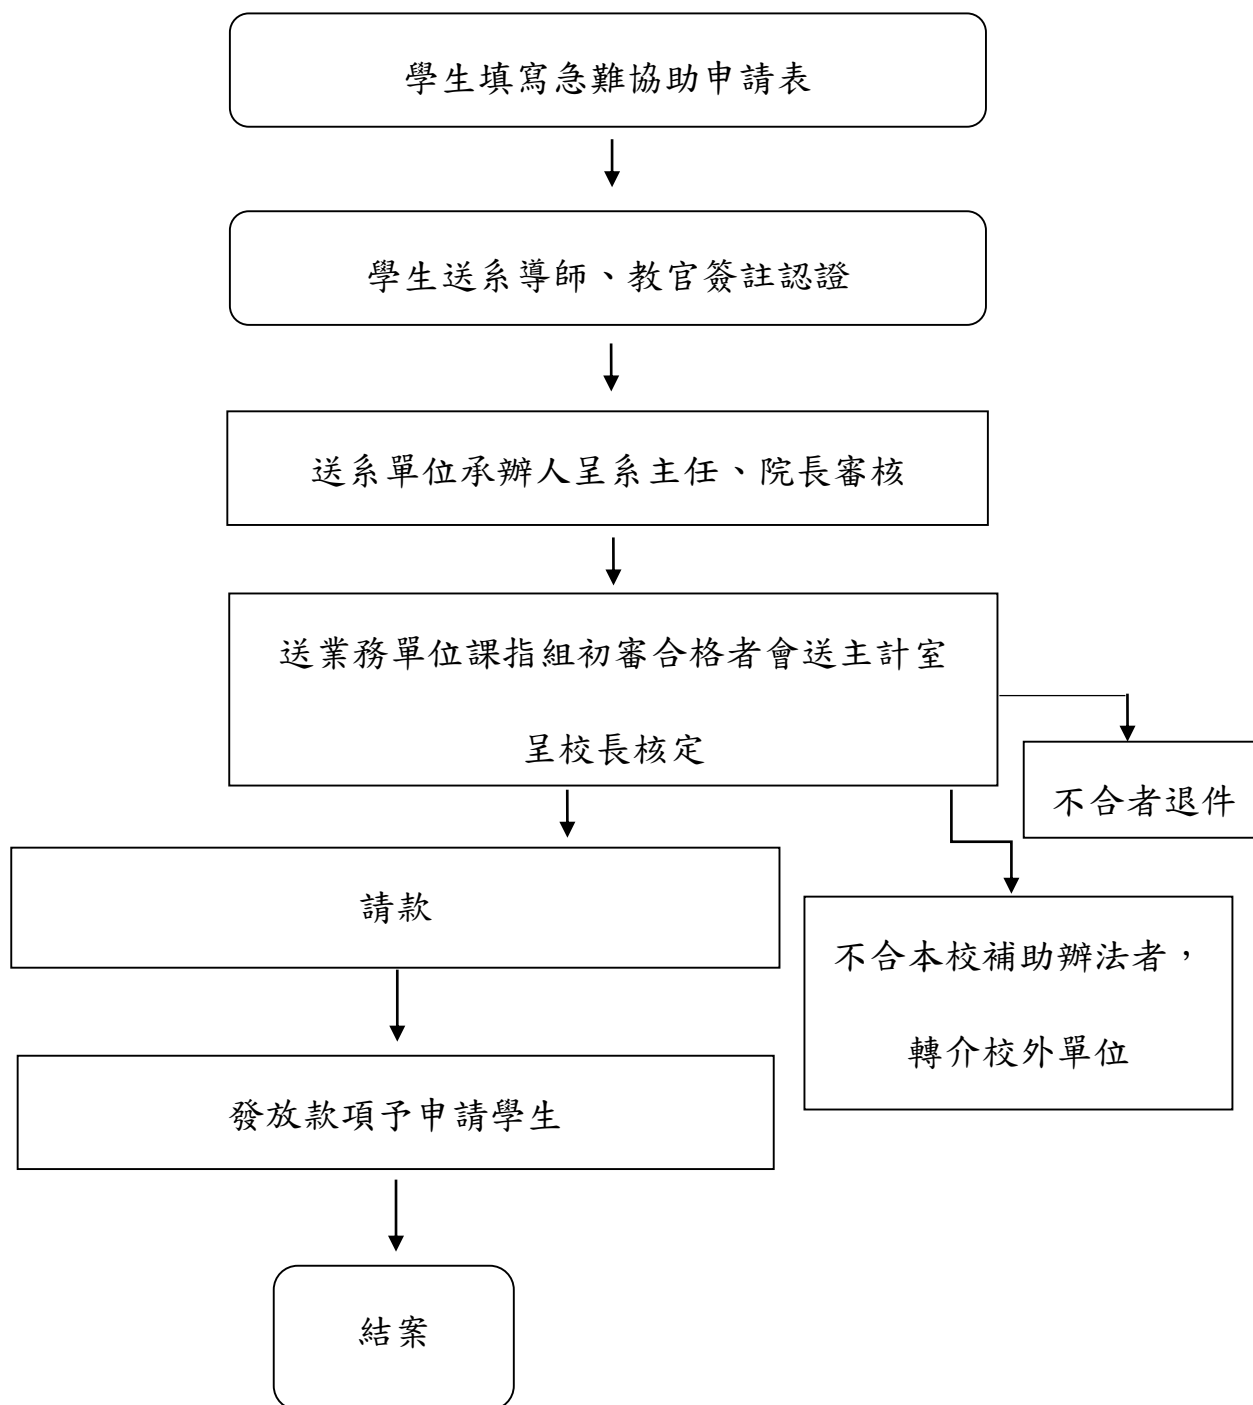 學生填寫急難協助申請表
學生送系導師、教官簽註認證
送系單位承辦人呈系主任、院長審核
送業務單位課指組初審合格者會送主計室
呈校長核定
不合者退件
請款
不合本校補助辦法者，
轉介校外單位
發放款項予申請學生
結案